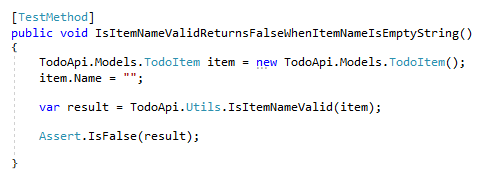 [TestMethod]
public void IsItemNameValidReturnsFalseWhenItemNameIsEmptyString()
{
TodoApi.Models.TodoItem item = new TodoApi.Models.TodoItem();
item.Name = "";
var result = TodoApi.Utils.IsItemNameValid(item);
Assert.IsFalse(result);
}